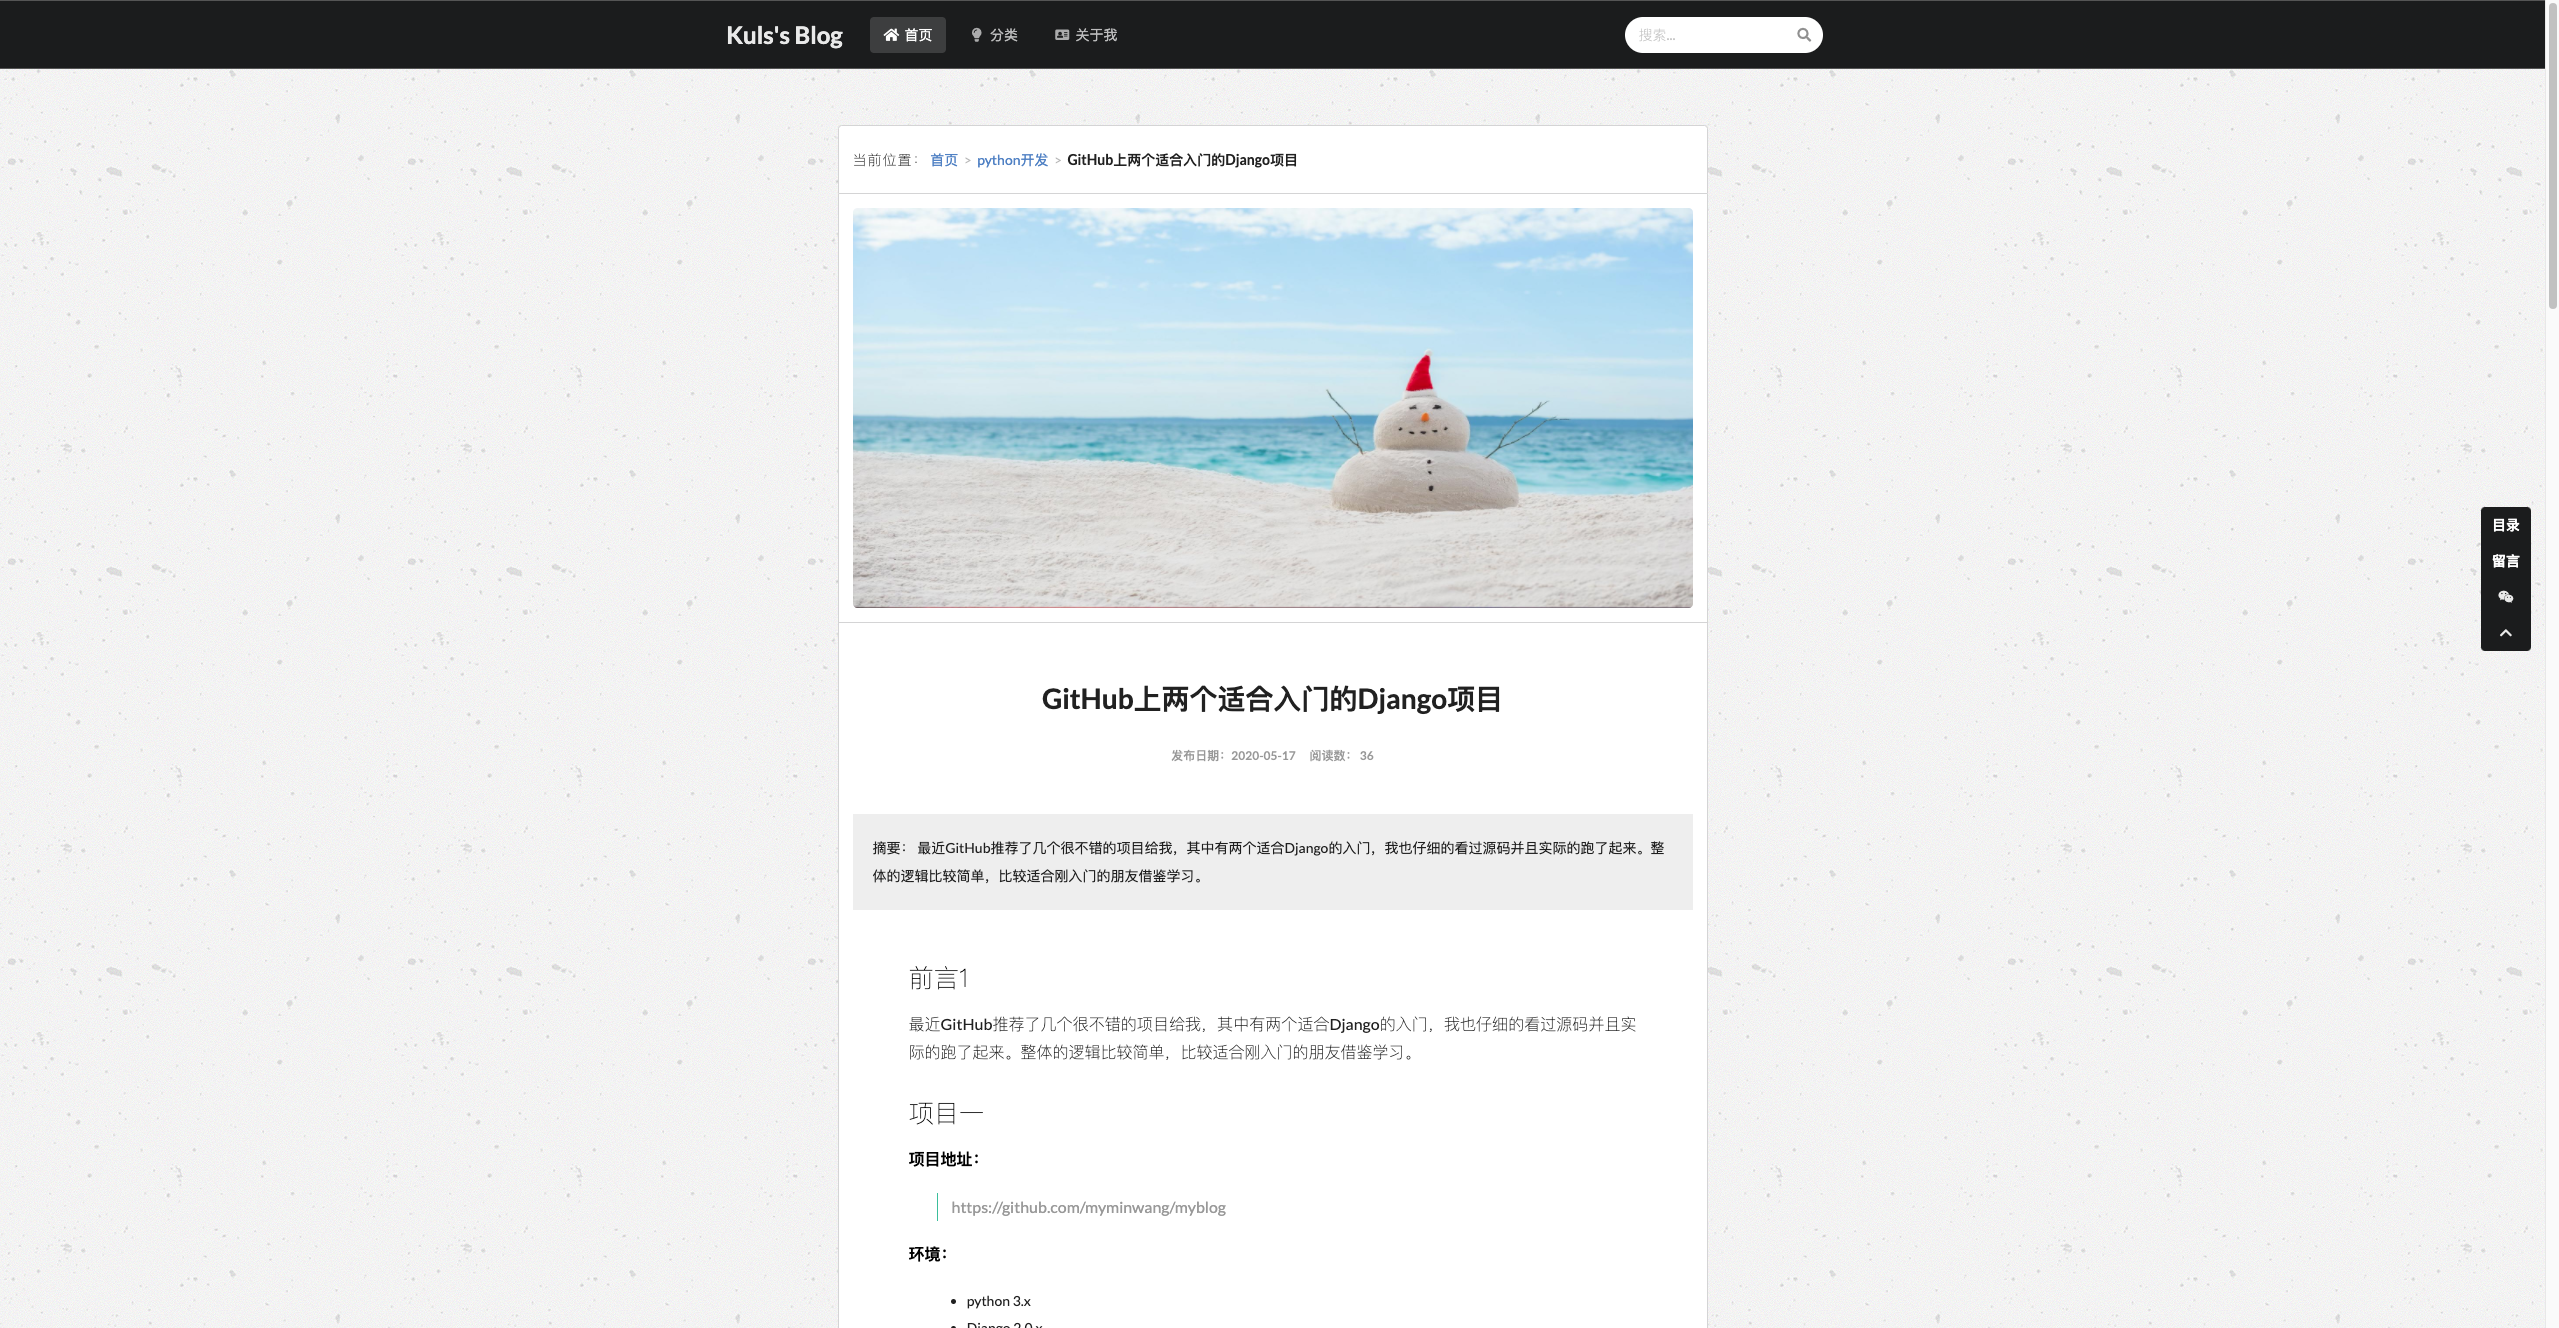 Kuls's Blog
首页
分类
关于我
搜索...
当前位置： 首页 > python开发 > GitHub上两个适合入门的Django项目
目录
留言
GitHub上两个适合入门的Django项目
发布日期：2020-05-17 阅读数： 36
摘要： 最近GitHub推荐了几个很不错的项目给我，其中有两个适合Django的入门，我也仔细的看过源码并且实际的跑了起来。整
体的逻辑比较简单，比较适合刚入门的朋友借鉴学习。
前言1
最近GitHub推荐了几个很不错的项目给我，其中有两个适合Django的入门，我也仔细的看过源码并且实
际的跑了起来。整体的逻辑比较简单，比较适合刚入门的朋友借鉴学习。
项目一
项目地址：
https://github.com/myminwang/myblog
环境：
• python 3.x
• Django 2.0.x